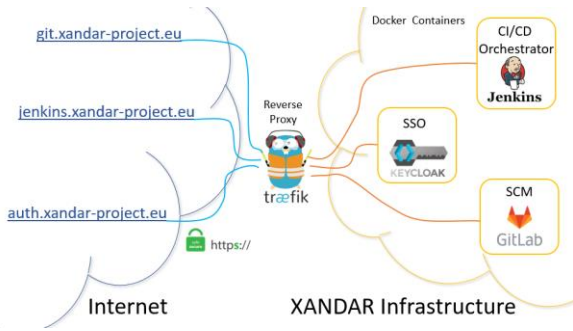 git.xandar-project.eu
jenkins.xandar-project.eu
auth.xandar-project.eu
https://
Internet
Reverse
Proxy
træfik
Docker Containers
CI/CD
Orchestrator
Jenkins
SSO
KEYCLOAK
SCM
GitLab
XANDAR Infrastructure